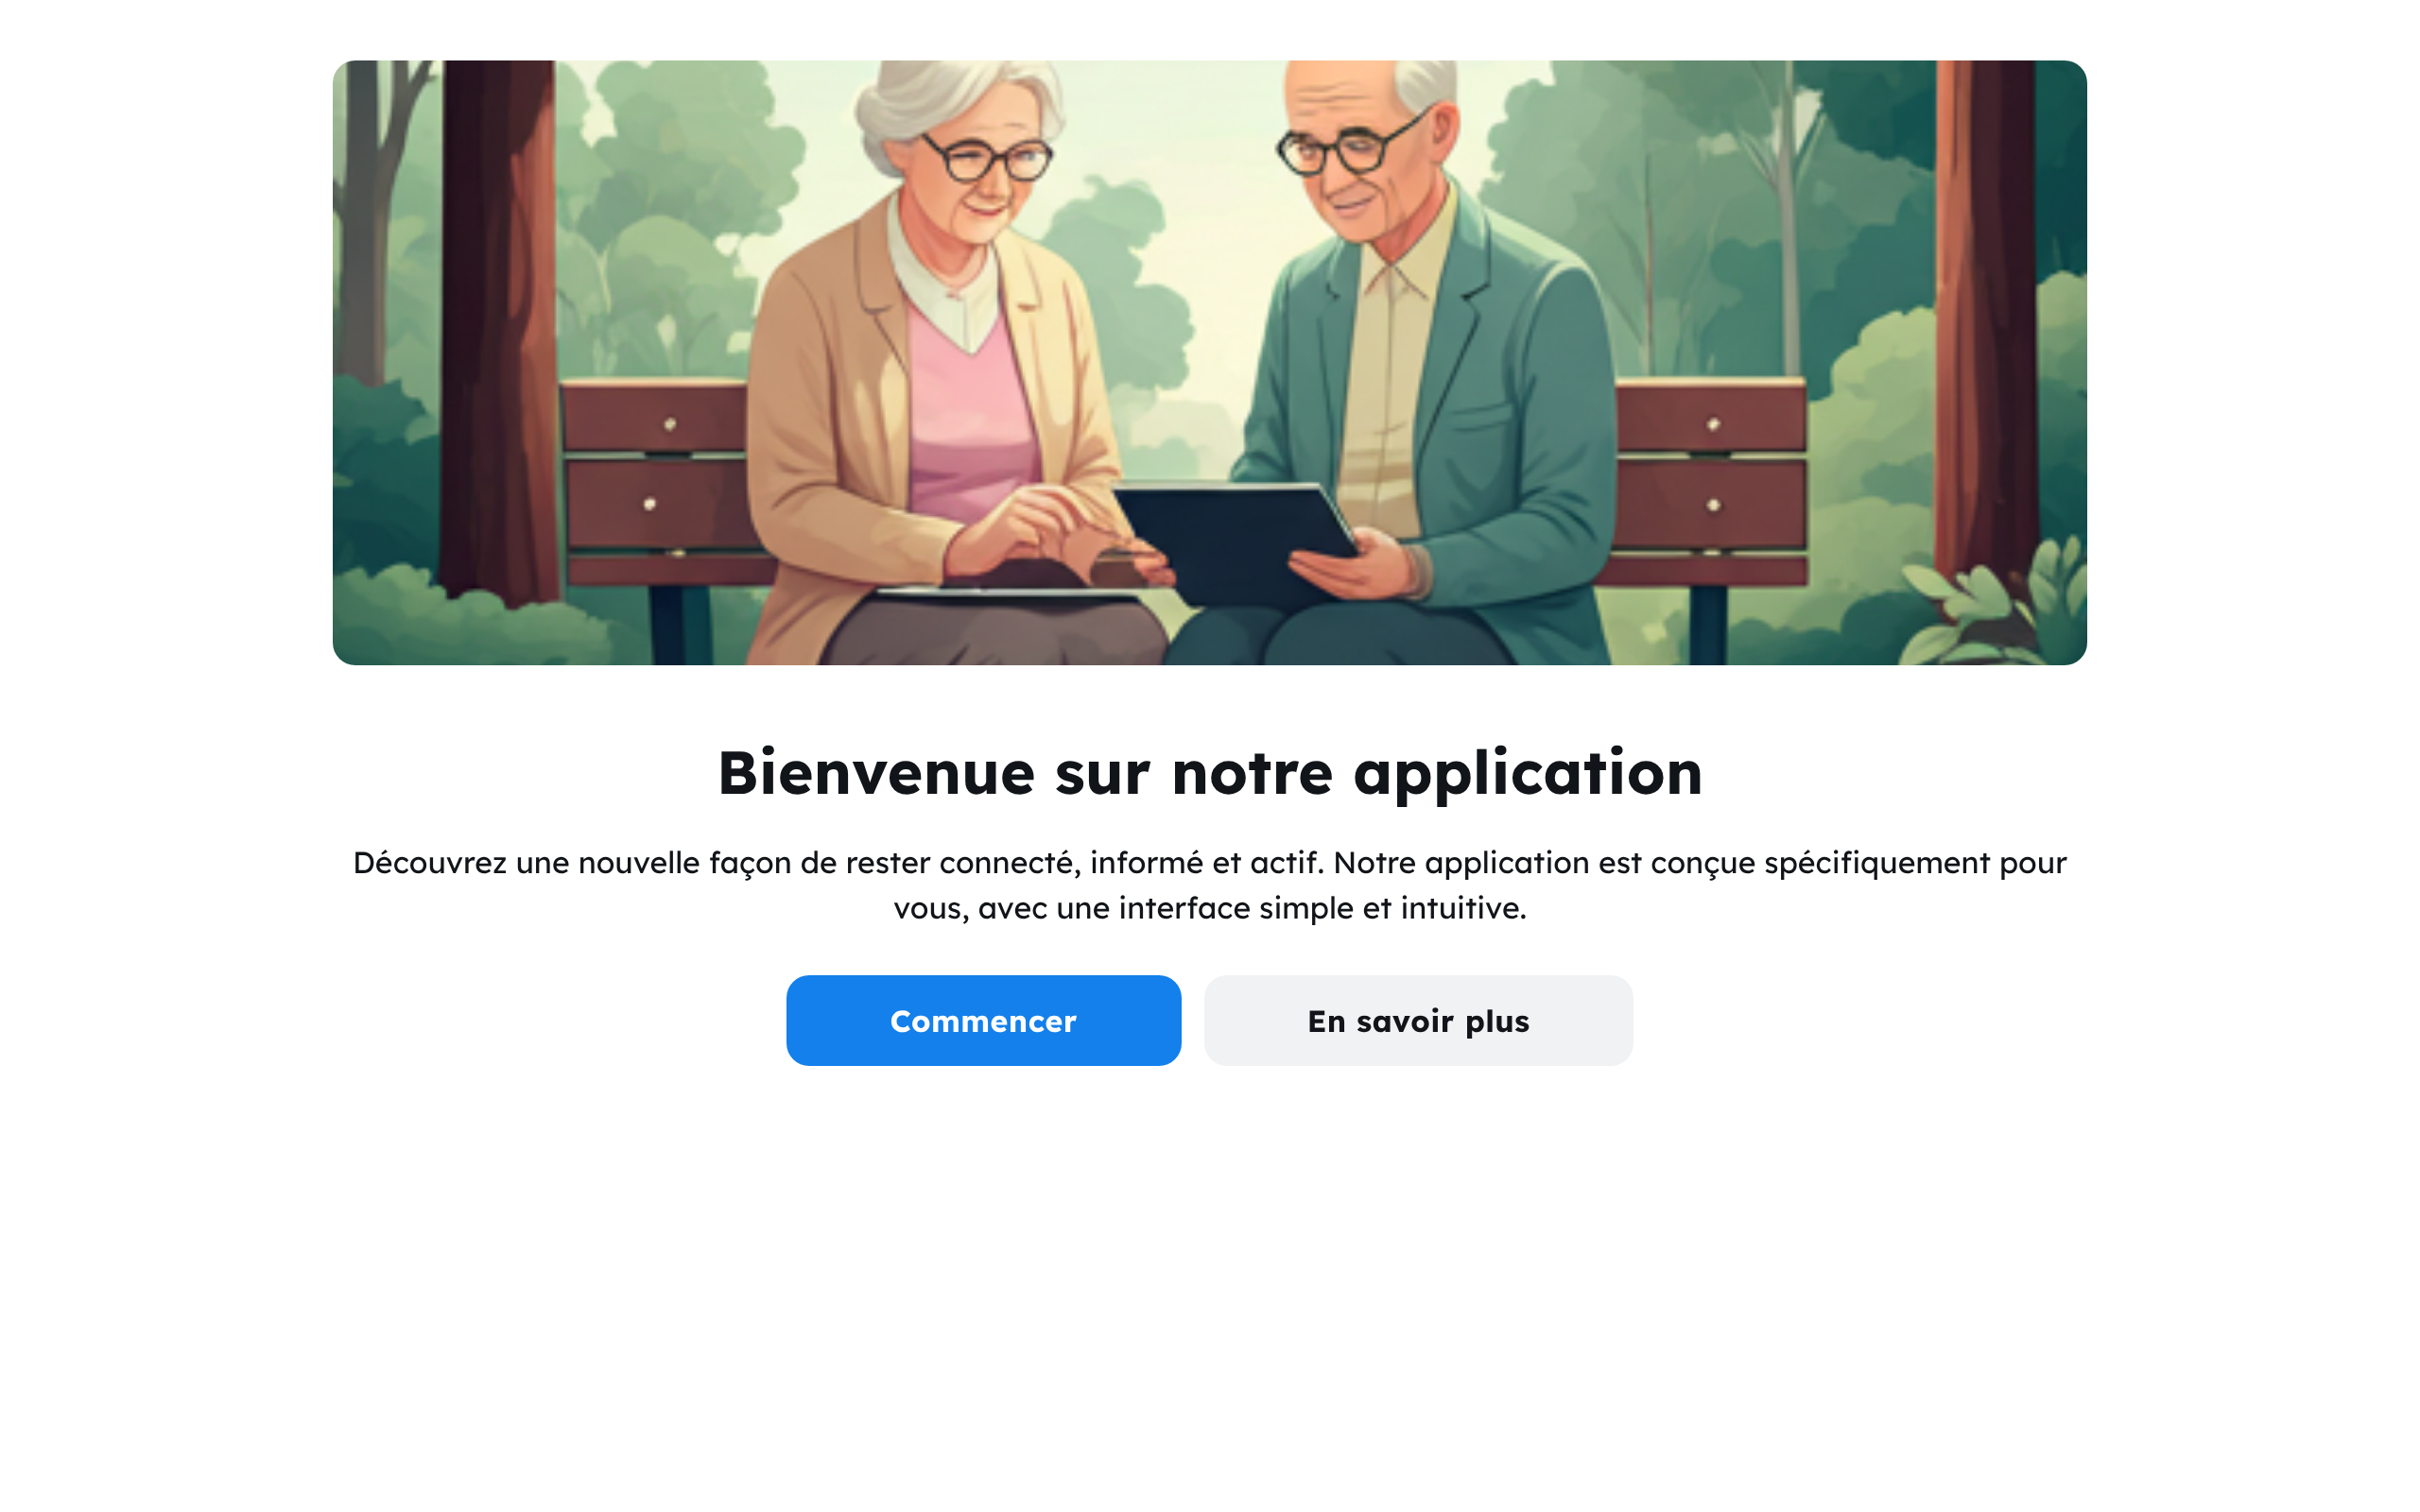 Bienvenue sur notre application
Découvrez une nouvelle façon de rester connecté, informé et actif. Notre application est conçue spécifiquement pour
vous, avec une interface simple et intuitive.
Commencer
En savoir plus